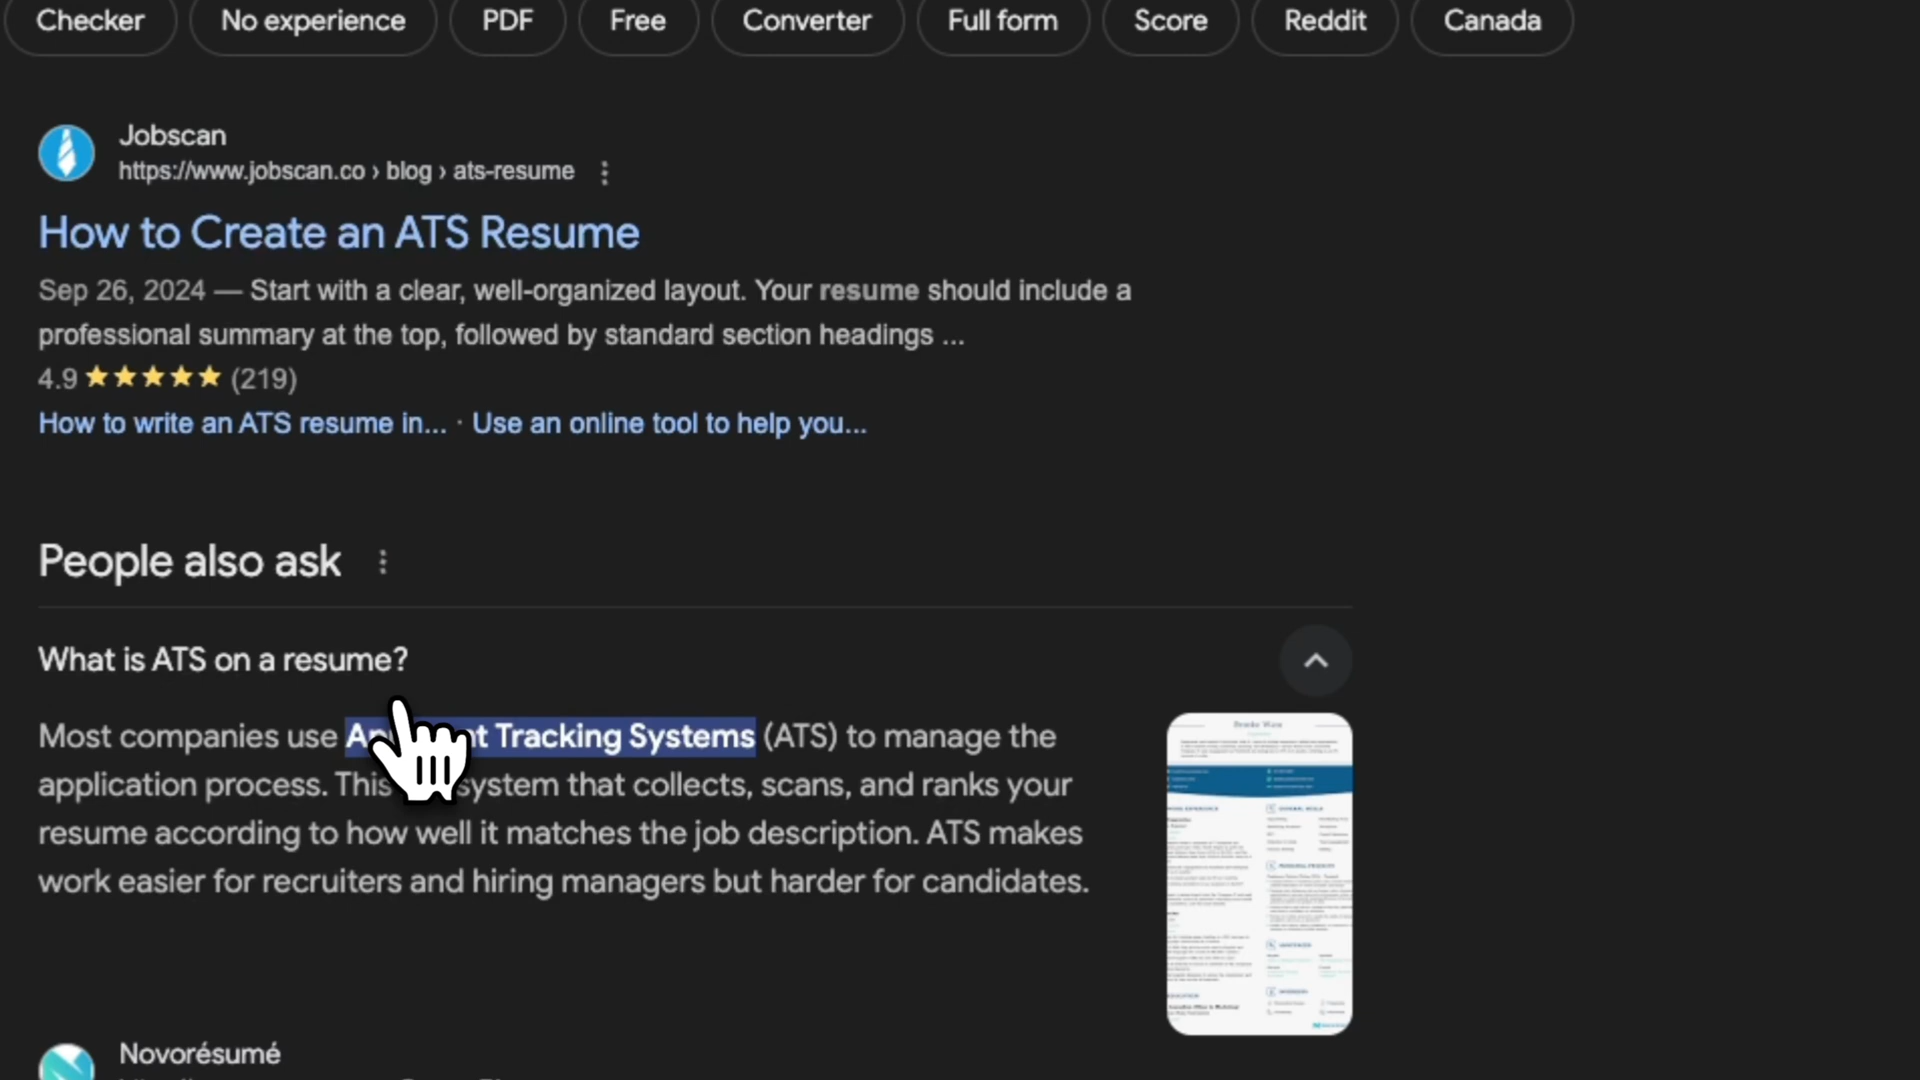 Checker No experience PDF Free Converter Full form Score Reddit Canada
Jobscan
https://www.jobscan.co › blog › ats-resume
How to Create an ATS Resume
Sep 26, 2024 — Start with a clear, well-organized layout. Your resume should include a
professional summary at the top, followed by standard section headings ...
4.9 ★★★★★ (219)
How to write an ATS resume in... · Use an online tool to help you...
People also ask
What is ATS on a resume?
Most companies use Tracking Systems (ATS) to manage the
application process. This system that collects, scans, and ranks your
resume according to how well it matches the job description. ATS makes
work easier for recruiters and hiring managers but harder for candidates.
Novorésumé